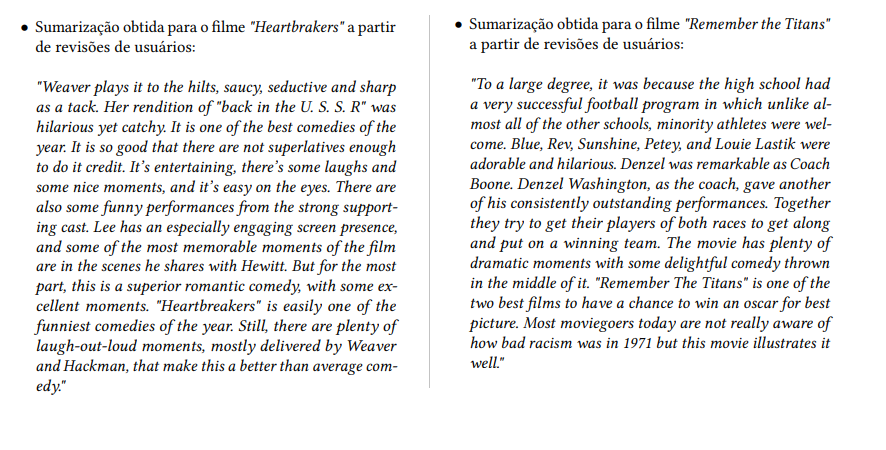 • Sumarização obtida para o filme "Heartbrakers" a partir
de revisões de usuários:
"Weaver plays it to the hilts, saucy, seductive and sharp
as a tack. Her rendition of "back in the U. S. S. R" was
hilarious yet catchy. It is one of the best comedies of the
year. It is so good that there are not superlatives enough
to do it credit. It's entertaining, there's some laughs and
some nice moments, and it's easy on the eyes. There are
also some funny performances from the strong support-
ing cast. Lee has an especially engaging screen presence,
and some of the most memorable moments of the film
are in the scenes he shares with Hewitt. But for the most
part, this is a superior romantic comedy, with some ex-
cellent moments. "Heartbreakers" is easily one of the
funniest comedies of the year. Still, there are plenty of
laugh-out-loud moments, mostly delivered by Weaver
and Hackman, that make this a better than average com-
edy."
• Sumarização obtida para o filme "Remember the Titans"
a partir de revisões de usuários:
"To a large degree, it was because the high school had
a very successful football program in which unlike al-
most all of the other schools, minority athletes were wel-
come. Blue, Rev, Sunshine, Petey, and Louie Lastik were
adorable and hilarious. Denzel was remarkable as Coach
Boone. Denzel Washington, as the coach, gave another
of his consistently outstanding performances. Together
they try to get their players of both races to get along
and put on a winning team. The movie has plenty of
dramatic moments with some delightful comedy thrown
in the middle of it. "Remember The Titans" is one of the
two best films to have a chance to win an oscar for best
picture. Most moviegoers today are not really aware of
how bad racism was in 1971 but this movie illustrates it
well."